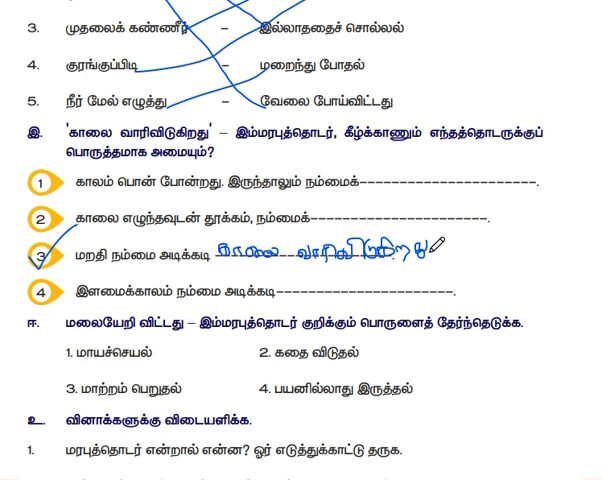 3. முதலைக் கண்ணீர் – இல்லாததைச் சொல்லல்
4. குரங்குப்பிடி – மறைந்து போதல்
5. நீர் மேல் எழுத்து – வேலை போய்விட்டது
இ. 'காலை வாரிவிடுகிறது' – இம்மரபுத்தொடர், கீழ்க்காணும் எந்தத்தொடருக்குப்
பொருத்தமாக அமையும்?
1 காலம் பொன் போன்றது. இருந்தாலும் நம்மைக்-----------------------.
2 காலை எழுந்தவுடன் தூக்கம், நம்மைக்-----------------------.
3 மறதி நம்மை அடிக்கடி காலை வாரிவிடுகிறது
4 இளமைக்காலம் நம்மை அடிக்கடி-----------------------.
ஈ. மலையேறி விட்டது – இம்மரபுத்தொடர் குறிக்கும் பொருளைத் தேர்ந்தெடுக்க.
1. மாயச்செயல் 2. கதை விடுதல்
3. மாற்றம் பெறுதல் 4. பயனில்லாது இருத்தல்
உ. வினாக்களுக்கு விடையளிக்க.
1. மரபுத்தொடர் என்றால் என்ன? ஓர் எடுத்துக்காட்டு தருக.